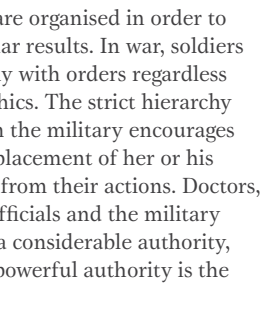 are organised in order to
ar results. In war, soldiers
y with orders regardless
hics. The strict hierarchy
the military encourages
placement of her or his
from their actions. Doctors,
fficials and the military
a considerable authority,
powerful authority is the